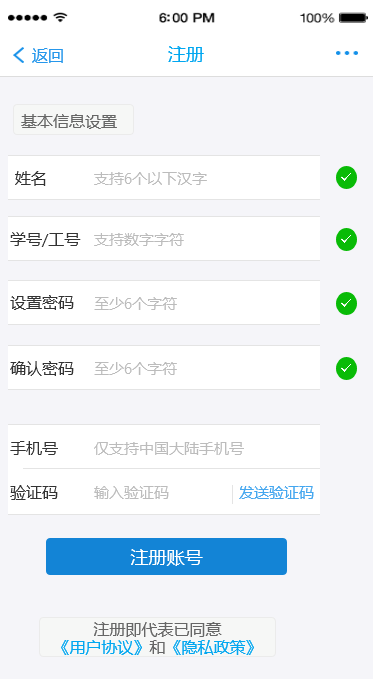 6:00 PM 100%
返回 注册
基本信息设置
姓名 支持6个以下汉字
学号/工号 支持数字字符
设置密码 至少6个字符
确认密码 至少6个字符
手机号 仅支持中国大陆手机号
验证码 输入验证码 发送验证码
注册账号
注册即代表已同意
《用户协议》和《隐私政策》